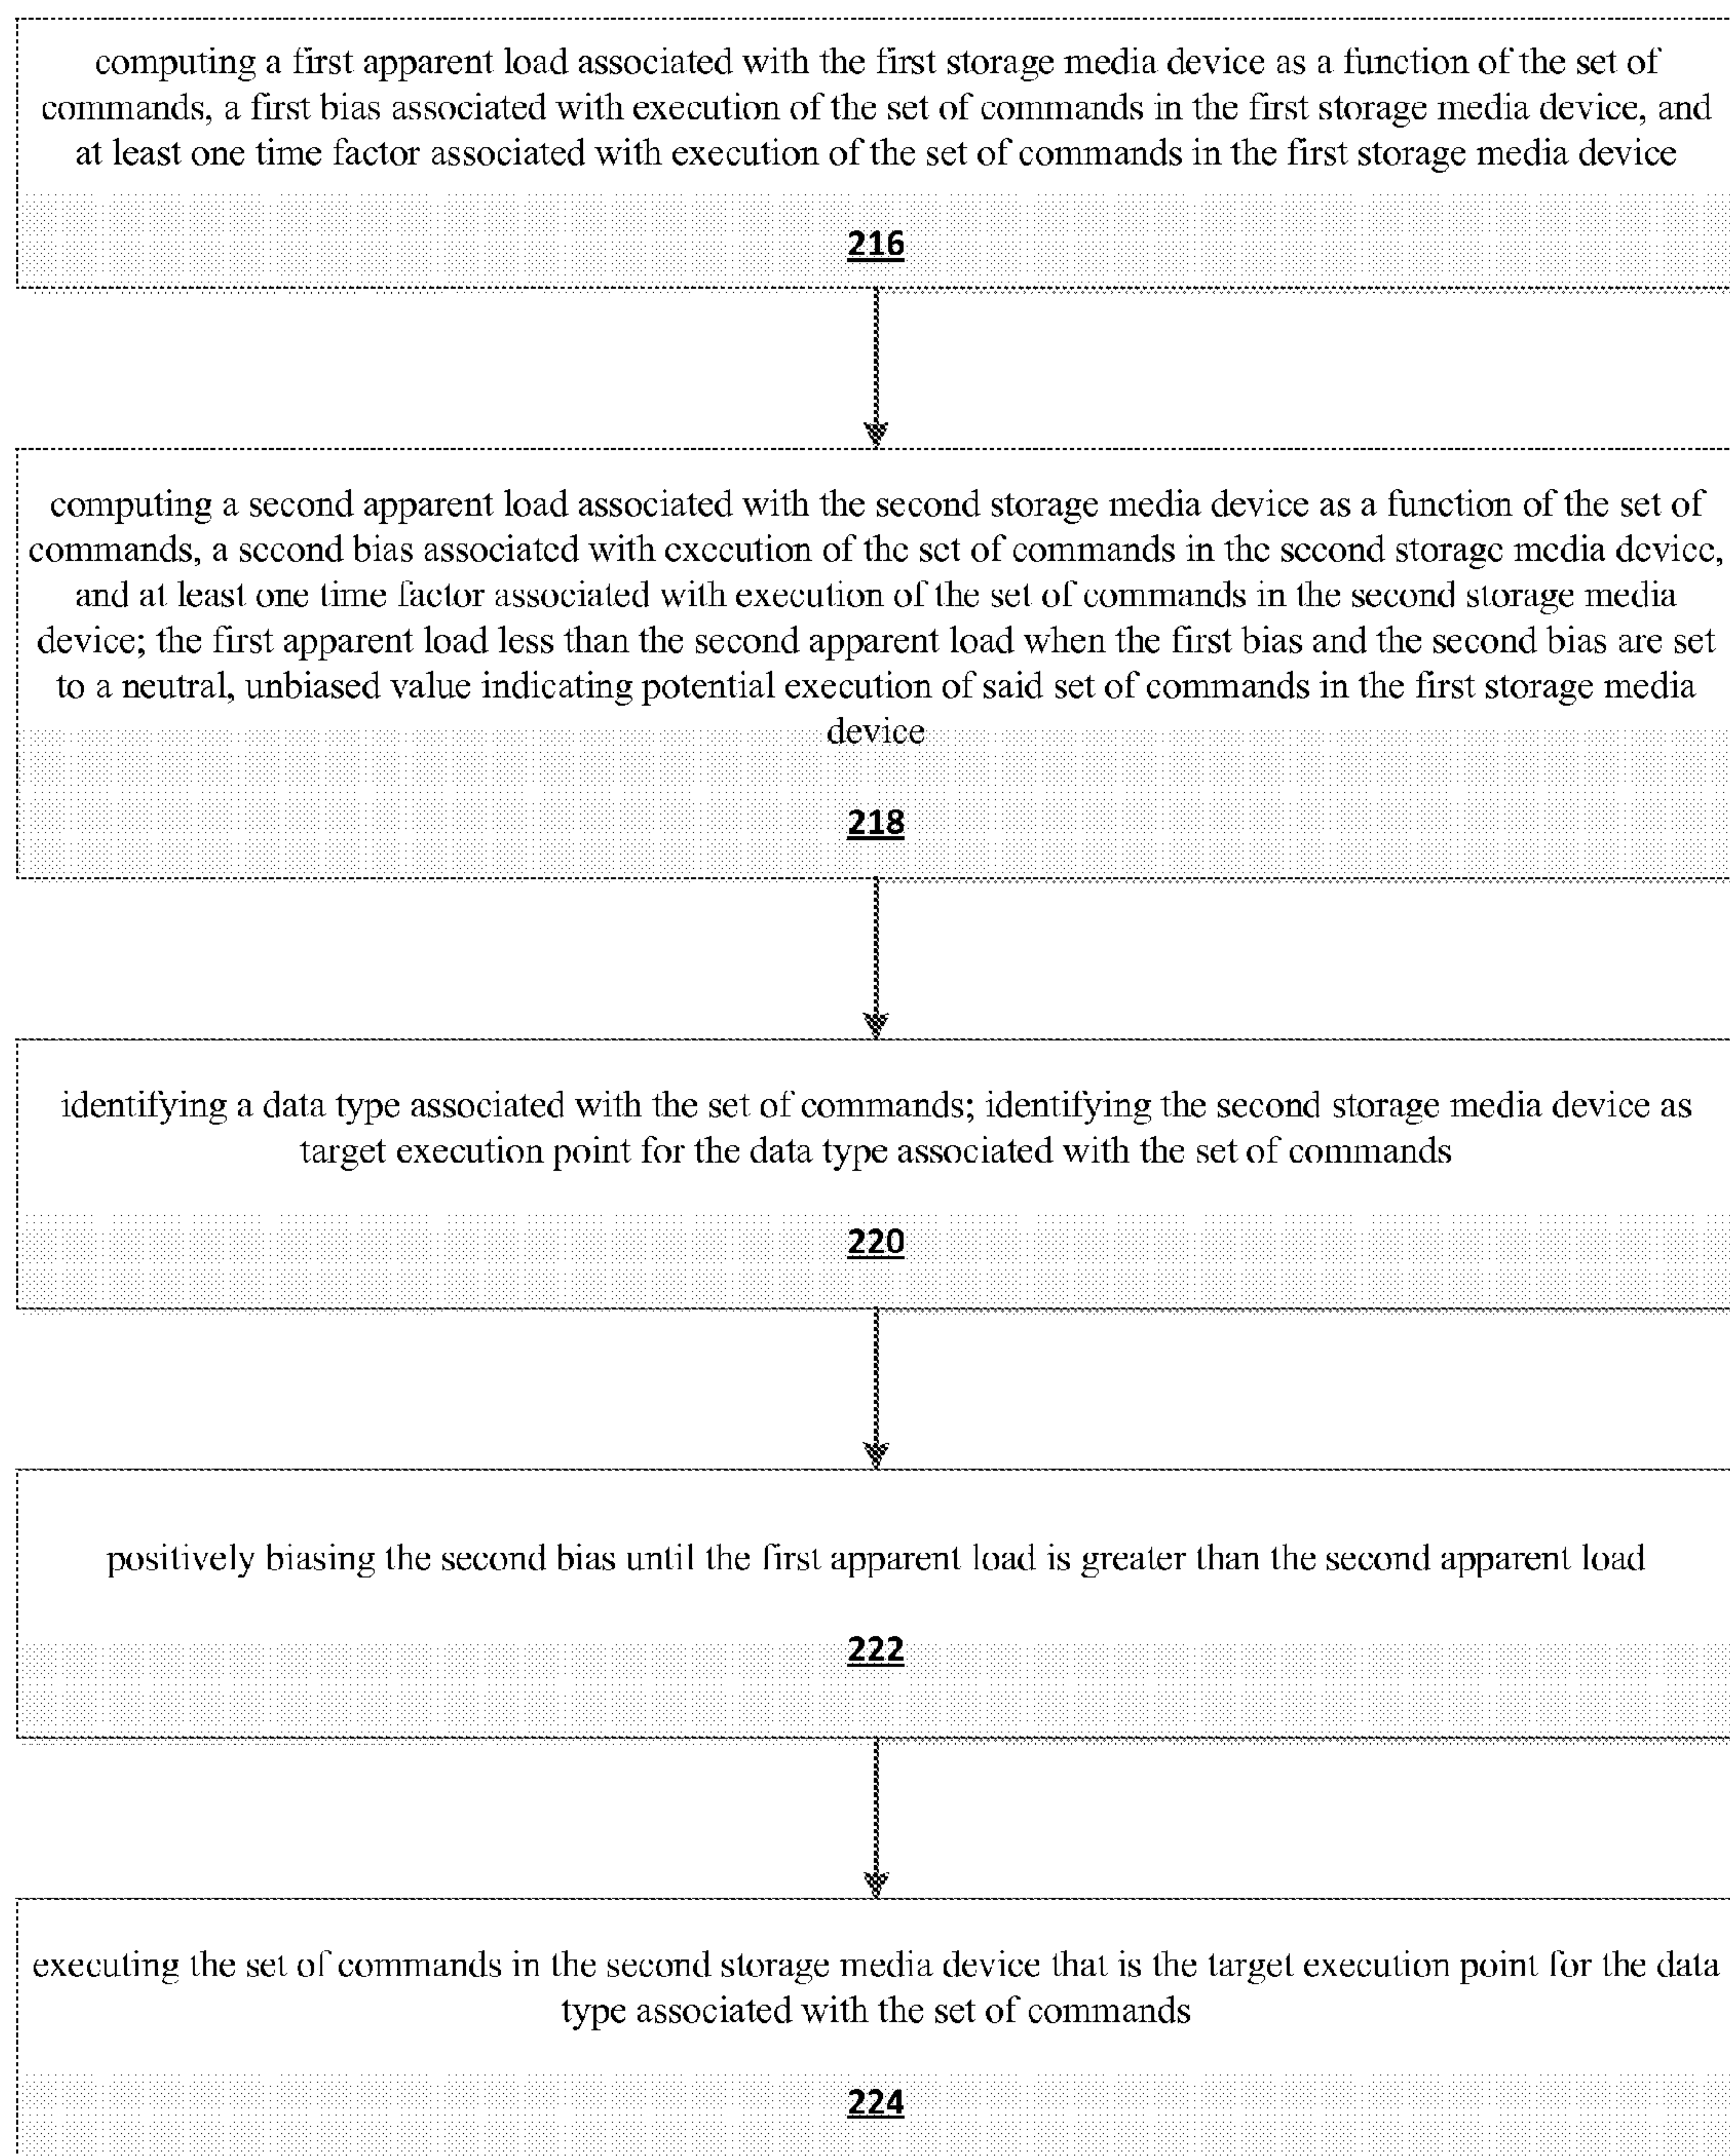 computing a first apparent load associated with the first storage media device as a function of the set of
commands, a first bias associated with execution of the set of commands in the first storage media device, and
at least one time factor associated with execution of the set of commands in the first storage media device
216
computing a second apparent load associated with the second storage media device as a function of the set of
commands, a second bias associated with execution of the set of commands in the second storage media device,
and at least one time factor associated with execution of the set of commands in the second storage media
device; the first apparent load less than the second apparent load when the first bias and the second bias are set
to a neutral, unbiased value indicating potential execution of said set of commands in the first storage media
device
218
identifying a data type associated with the set of commands; identifying the second storage media device as
target execution point for the data type associated with the set of commands
220
positively biasing the second bias until the first apparent load is greater than the second apparent load
222
executing the set of commands in the second storage media device that is the target execution point for the data
type associated with the set of commands
224